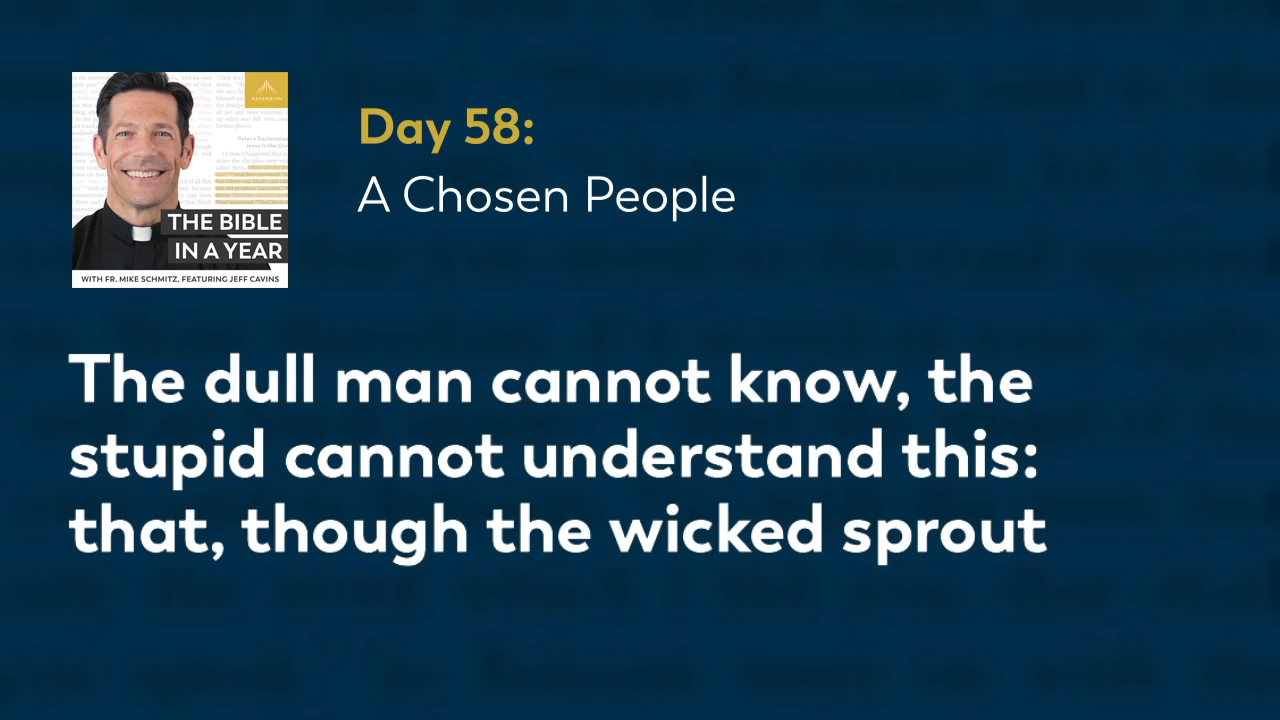 ASCENSION
THE BIBLE
IN A YEAR
WITH FR. MIKE SCHMITZ, FEATURING JEFF CAVINS
Day 58:
A Chosen People
The dull man cannot know, the
stupid cannot understand this:
that, though the wicked sprout